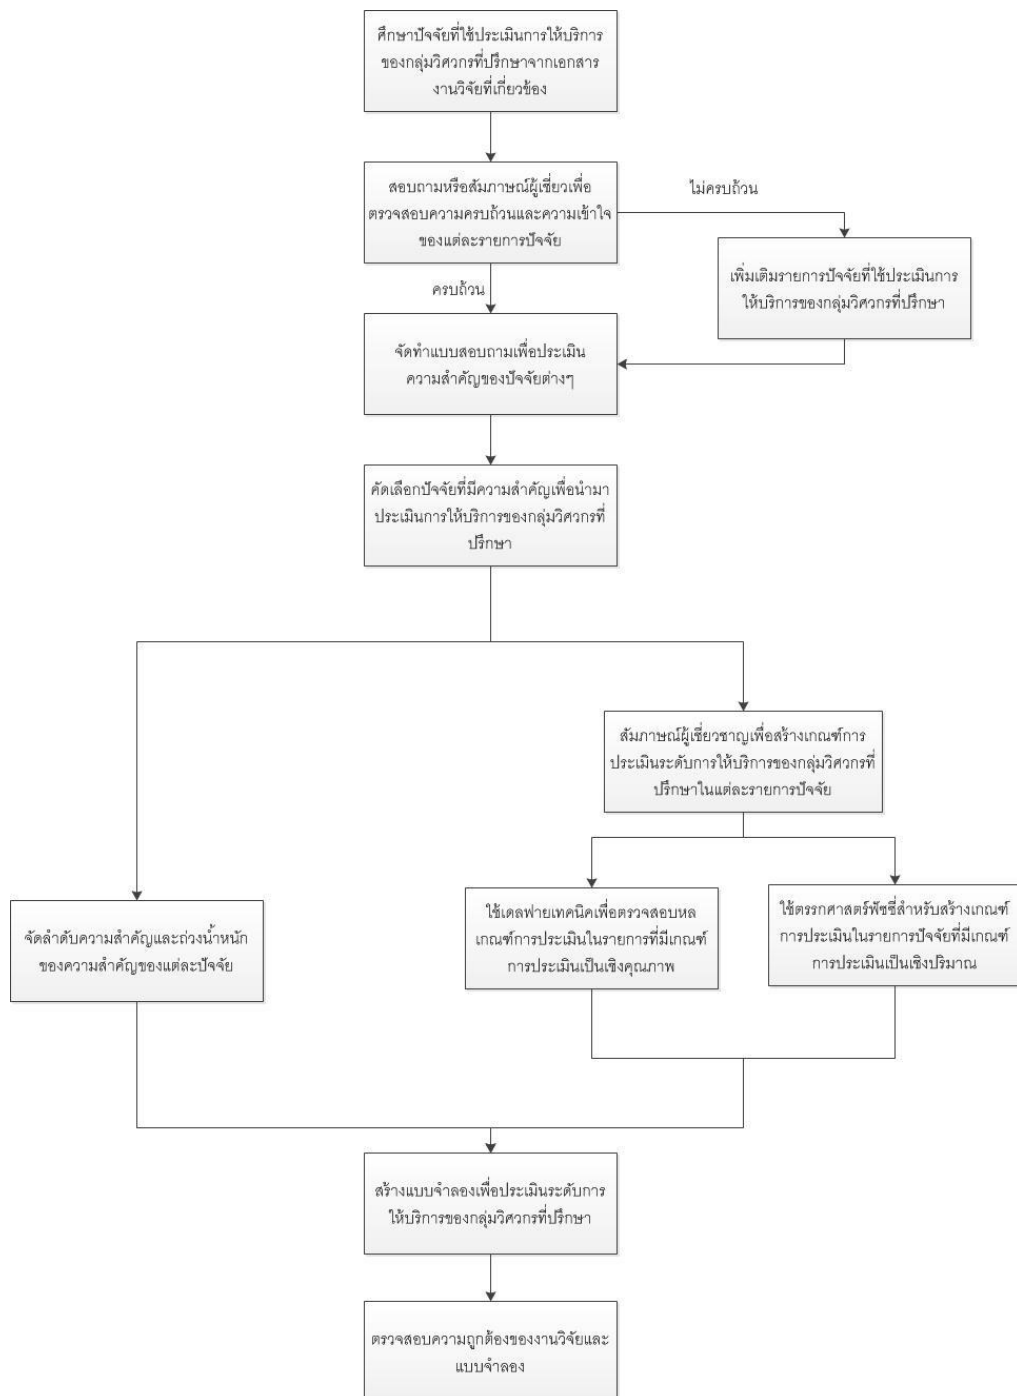 ศึกษาปัจจัยที่ใช้ประเมินการให้บริการ
ของกลุ่มวิศวกรที่ปรึกษาจากเอกสาร
งานวิจัยที่เกี่ยวข้อง
สอบถามหรือสัมภาษณ์ผู้เชี่ยวเพื่อ
ตรวจสอบความครบถ้วนและความเข้าใจ
ของแต่ละรายการปัจจัย
ไม่ครบถ้วน
เพิ่มเติมรายการปัจจัยที่ใช้ประเมินการ
ให้บริการของกลุ่มวิศวกรที่ปรึกษา
ครบถ้วน
จัดทำแบบสอบถามเพื่อประเมิน
ความสำคัญของปัจจัยต่างๆ
คัดเลือกปัจจัยที่มีความสำคัญเพื่อนำมา
ประเมินการให้บริการของกลุ่มวิศวกรที่
ปรึกษา
สัมภาษณ์ผู้เชี่ยวชาญเพื่อสร้างเกณฑ์การ
ประเมินระดับการให้บริการของกลุ่มวิศวกรที่
ปรึกษาในแต่ละรายการปัจจัย
จัดลำดับความสำคัญและถ่วงน้ำหนัก
ของความสำคัญของแต่ละปัจจัย
ใช้เดลฟายเทคนิคเพื่อตรวจสอบหล
เกณฑ์การประเมินในรายการที่มีเกณฑ์
การประเมินเป็นเชิงคุณภาพ
ใช้ตรรกศาสตร์ฟัซซี่สำหรับสร้างเกณฑ์
การประเมินในรายการปัจจัยที่มีเกณฑ์
การประเมินเป็นเชิงปริมาณ
สร้างแบบจำลองเพื่อประเมินระดับการ
ให้บริการของกลุ่มวิศวกรที่ปรึกษา
ตรวจสอบความถูกต้องของงานวิจัยและ
แบบจำลอง